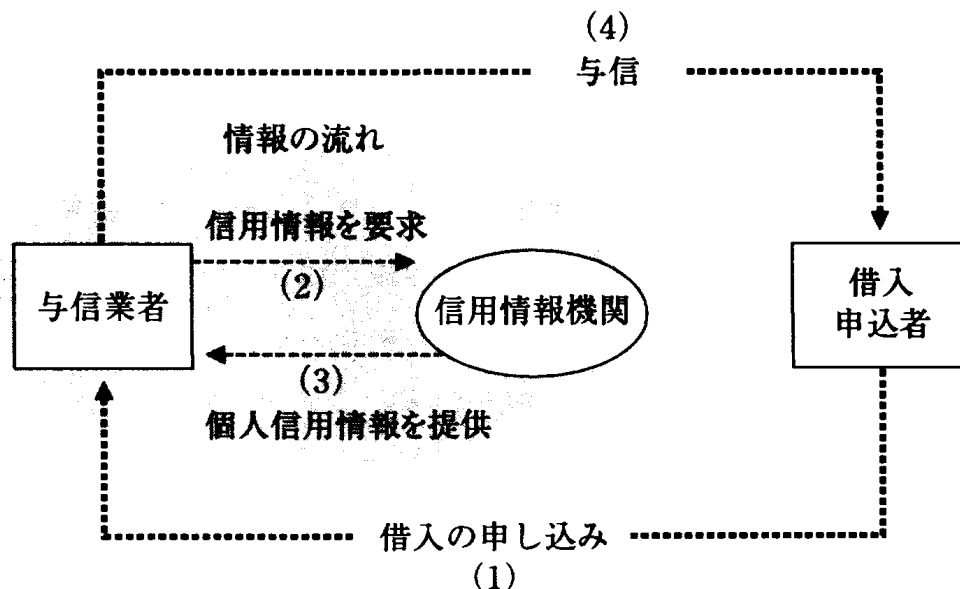 (4)
与信
情報の流れ
信用情報を要求
(2)
与信業者
信用情報機関
借入
申込者
(3)
個人信用情報を提供
借入の申し込み
(1)